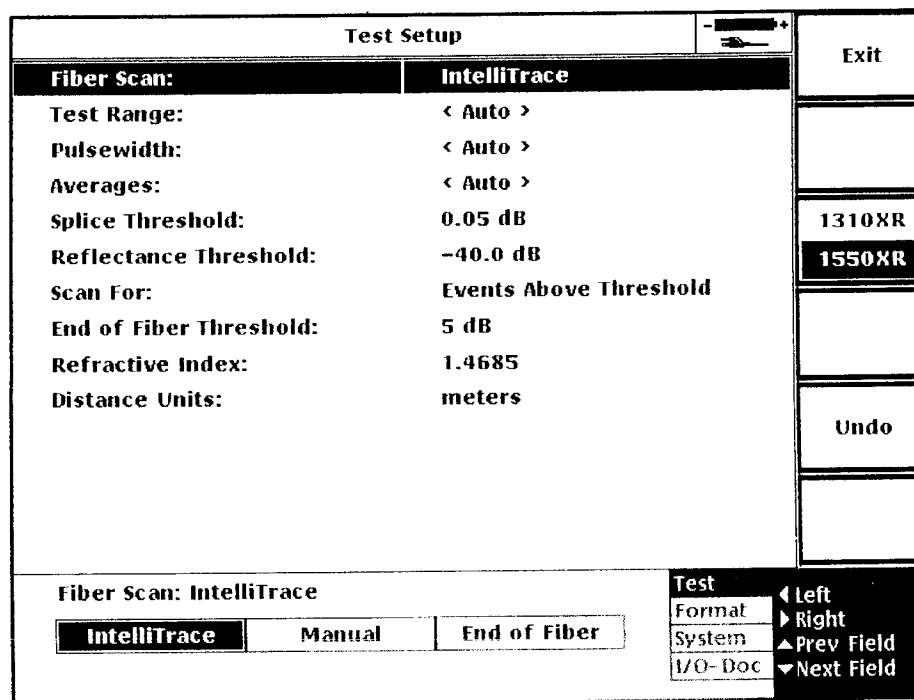 Test Setup
- +
Exit
Fiber Scan: IntelliTrace
Test Range: < Auto >
Pulsewidth: < Auto >
Averages: < Auto >
Splice Threshold: 0.05 dB
Reflectance Threshold: -40.0 dB
Scan For: Events Above Threshold
End of Fiber Threshold: 5 dB
Refractive Index: 1.4685
Distance Units: meters
1310XR
1550XR
Undo
Fiber Scan: IntelliTrace
IntelliTrace Manual End of Fiber
Test
Format
System
I/O-Doc
Left
Right
Prev Field
Next Field